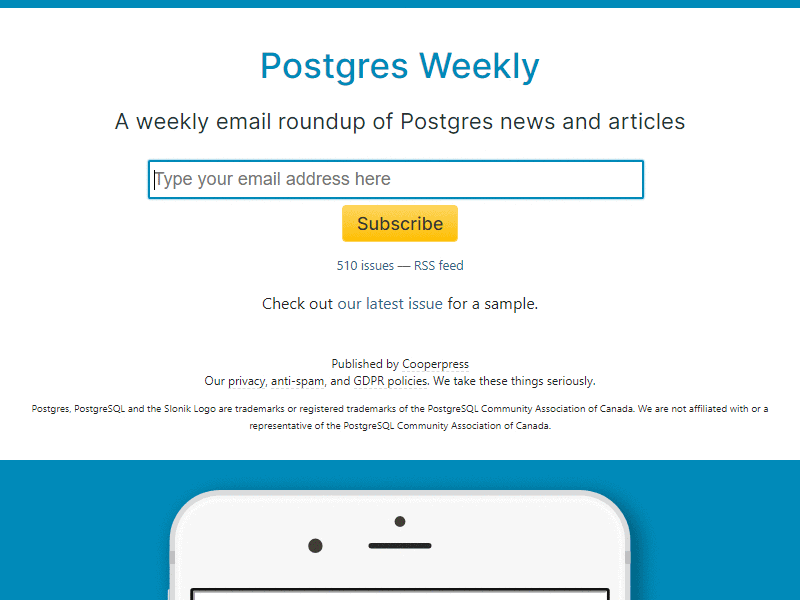 Postgres Weekly
A weekly email roundup of Postgres news and articles
Type your email address here
Subscribe
510 issues — RSS feed
Check out our latest issue for a sample.
Published by Cooperpress
Our privacy, anti-spam, and GDPR policies. We take these things seriously.
Postgres, PostgreSQL and the Slonik Logo are trademarks or registered trademarks of the PostgreSQL Community Association of Canada. We are not affiliated with or a
representative of the PostgreSQL Community Association of Canada.